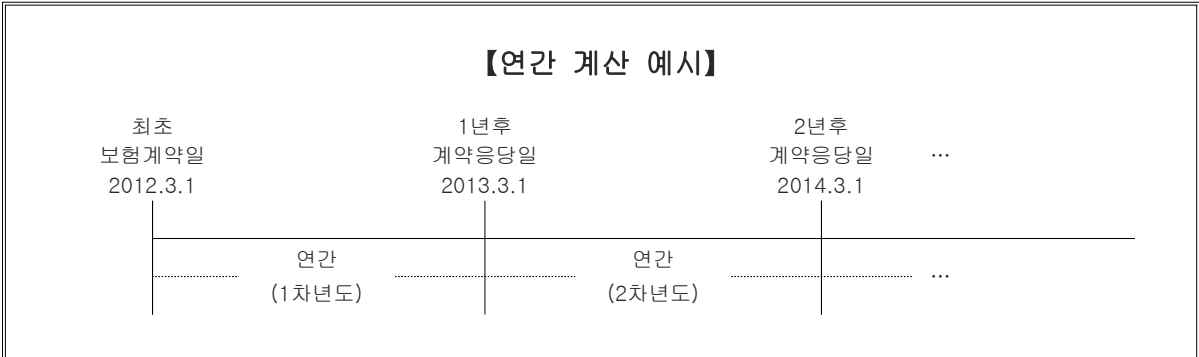 【연간 계산 예시】
최초 1년후 2년후
보험계약일 계약응당일 계약응당일 …
2012.3.1 2013.3.1 2014.3.1
연간 연간
…
(1차년도) (2차년도)